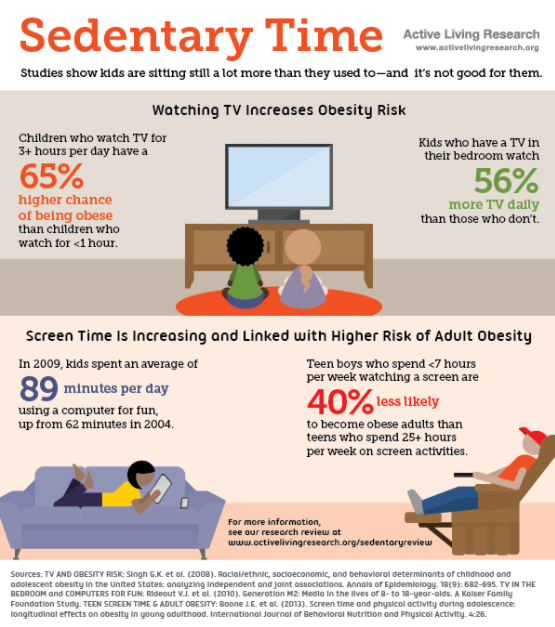 Sedentary Time
Active Living Research
www.activelivingresearch.org
Studies show kids are sitting still a lot more than they used to—and it's not good for them.
Watching TV Increases Obesity Risk
Children who watch TV for
3+ hours per day have a
65%
higher chance
of being obese
than children who
watch for <1 hour.
Kids who have a TV in
their bedroom watch
56%
more TV daily
than those who don't.
Screen Time Is Increasing and Linked with Higher Risk of Adult Obesity
In 2009, kids spent an average of
89 minutes per day
using a computer for fun,
up from 62 minutes in 2004.
Teen boys who spend <7 hours
per week watching a screen are
40% less likely
to become obese adults than
teens who spend 25+ hours
per week on screen activities.
For more information,
see our research review at
www.activelivingresearch.org/sedentaryreview
Sources: TV AND OBESITY RISK: Singh G.K. et al. (2008). Racial/ethnic, socioeconomic, and behavioral determinants of childhood and
adolescent obesity in the United States: analyzing independent and joint associations. Annals of Epidemiology. 18(9): 682-695. TV IN THE
BEDROOM and COMPUTERS FOR FUN: Rideout V.J. et al. (2010). Generation M2: Media in the lives of 8- to 18-year-olds. A Kaiser Family
Foundation Study. TEEN SCREEN TIME & ADULT OBESITY: Boone J.E. et al. (2013). Screen time and physical activity during adolescence:
longitudinal effects on obesity in young adulthood. International Journal of Behavioral Nutrition and Physical Activity. 4:26.